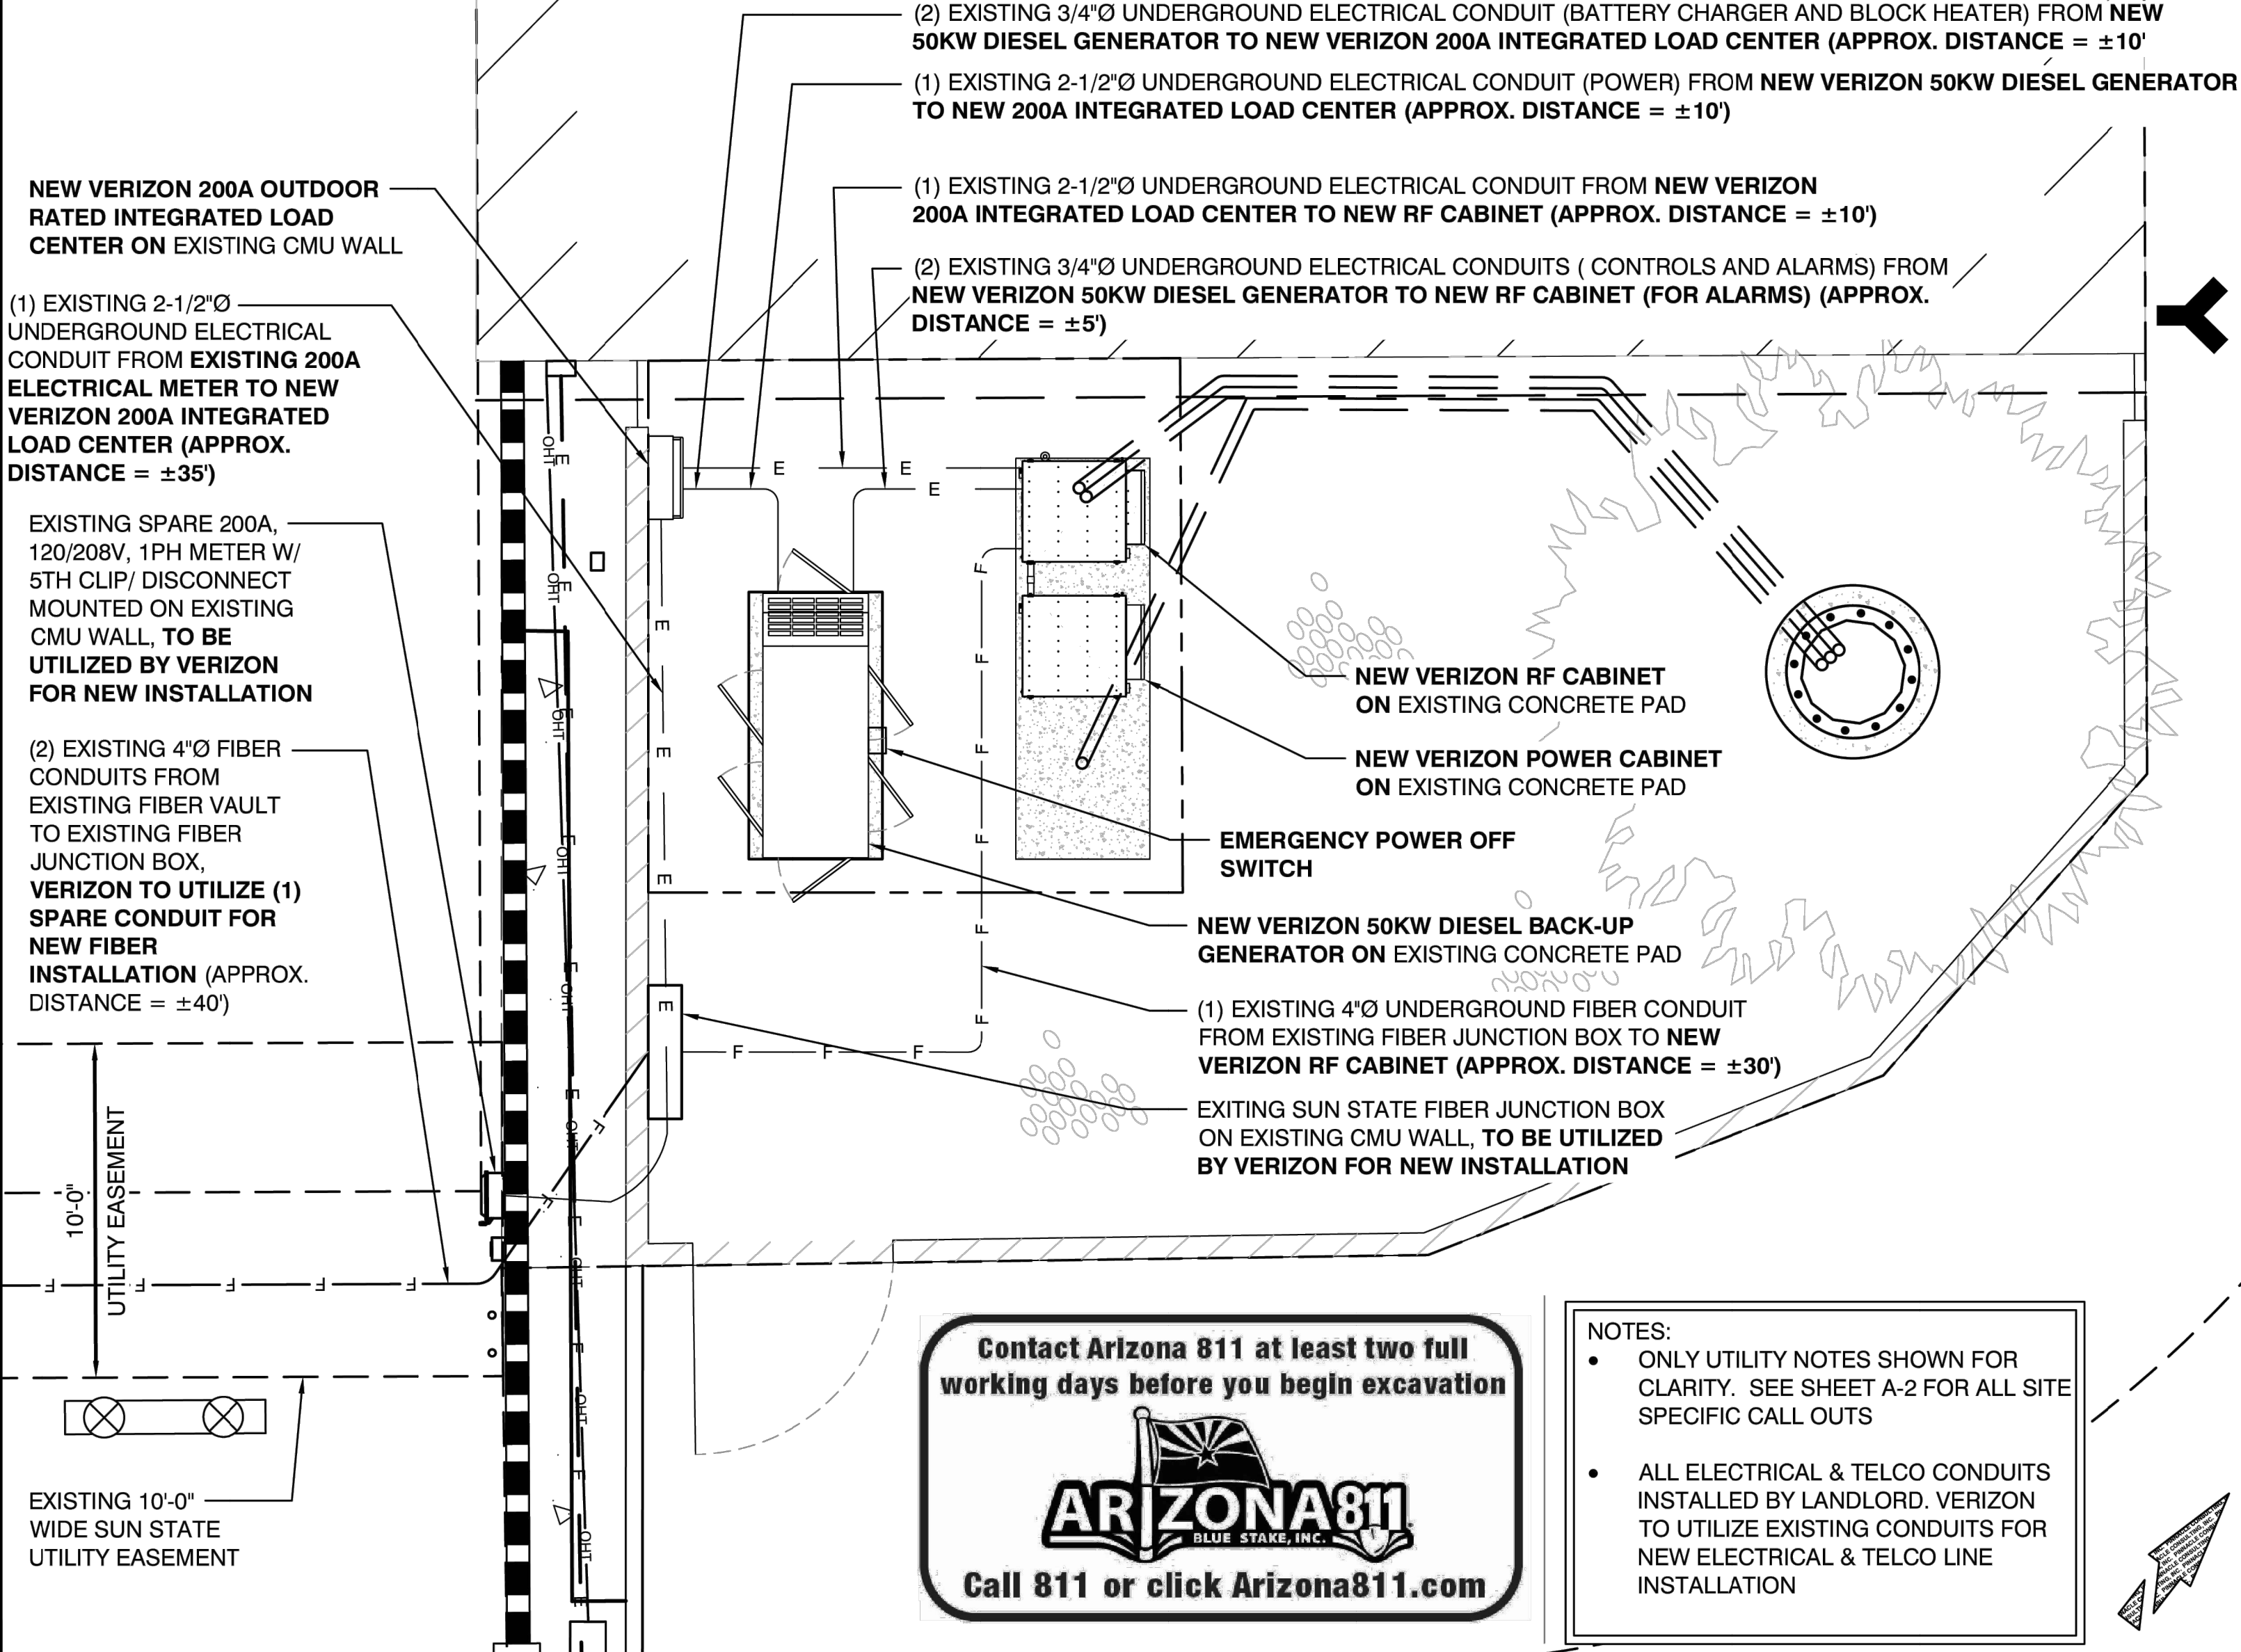 (2) EXISTING 3/4"Ø UNDERGROUND ELECTRICAL CONDUIT (BATTERY CHARGER AND BLOCK HEATER) FROM NEW
50KW DIESEL GENERATOR TO NEW VERIZON 200A INTEGRATED LOAD CENTER (APPROX. DISTANCE = ±10'
(1) EXISTING 2-1/2"Ø UNDERGROUND ELECTRICAL CONDUIT (POWER) FROM NEW VERIZON 50KW DIESEL GENERATOR
TO NEW 200A INTEGRATED LOAD CENTER (APPROX. DISTANCE = ±10')
(1) EXISTING 2-1/2"Ø UNDERGROUND ELECTRICAL CONDUIT FROM NEW VERIZON
200A INTEGRATED LOAD CENTER TO NEW RF CABINET (APPROX. DISTANCE = ±10')
(2) EXISTING 3/4"Ø UNDERGROUND ELECTRICAL CONDUITS ( CONTROLS AND ALARMS) FROM
NEW VERIZON 50KW DIESEL GENERATOR TO NEW RF CABINET (FOR ALARMS) (APPROX.
DISTANCE = ±5')
NEW VERIZON 200A OUTDOOR
RATED INTEGRATED LOAD
CENTER ON EXISTING CMU WALL
(1) EXISTING 2-1/2"Ø
UNDERGROUND ELECTRICAL
CONDUIT FROM EXISTING 200A
ELECTRICAL METER TO NEW
VERIZON 200A INTEGRATED
LOAD CENTER (APPROX.
DISTANCE = ±35')
EXISTING SPARE 200A,
120/208V, 1PH METER W/
5TH CLIP/ DISCONNECT
MOUNTED ON EXISTING
CMU WALL, TO BE
UTILIZED BY VERIZON
FOR NEW INSTALLATION
(2) EXISTING 4"Ø FIBER
CONDUITS FROM
EXISTING FIBER VAULT
TO EXISTING FIBER
JUNCTION BOX,
VERIZON TO UTILIZE (1)
SPARE CONDUIT FOR
NEW FIBER
INSTALLATION (APPROX.
DISTANCE = ±40')
10'-0"
UTILITY EASEMENT
EXISTING 10'-0"
WIDE SUN STATE
UTILITY EASEMENT
E E
E
E
E
E
E
F
F
F
F
F
F
F F F
F
F
F F F F F
OHT
OHT
OHT
OHT
OHT
OHT
OHT
OHT
OHT
E
E
E
E
E
E
E
E
E
E
NEW VERIZON RF CABINET
ON EXISTING CONCRETE PAD
NEW VERIZON POWER CABINET
ON EXISTING CONCRETE PAD
EMERGENCY POWER OFF
SWITCH
NEW VERIZON 50KW DIESEL BACK-UP
GENERATOR ON EXISTING CONCRETE PAD
(1) EXISTING 4"Ø UNDERGROUND FIBER CONDUIT
FROM EXISTING FIBER JUNCTION BOX TO NEW
VERIZON RF CABINET (APPROX. DISTANCE = ±30')
EXITING SUN STATE FIBER JUNCTION BOX
ON EXISTING CMU WALL, TO BE UTILIZED
BY VERIZON FOR NEW INSTALLATION
Contact Arizona 811 at least two full
working days before you begin excavation
ARIZONA811
BLUE STAKE, INC.
Call 811 or click Arizona811.com
NOTES:
• ONLY UTILITY NOTES SHOWN FOR
CLARITY. SEE SHEET A-2 FOR ALL SITE
SPECIFIC CALL OUTS
• ALL ELECTRICAL & TELCO CONDUITS
INSTALLED BY LANDLORD. VERIZON
TO UTILIZE EXISTING CONDUITS FOR
NEW ELECTRICAL & TELCO LINE
INSTALLATION